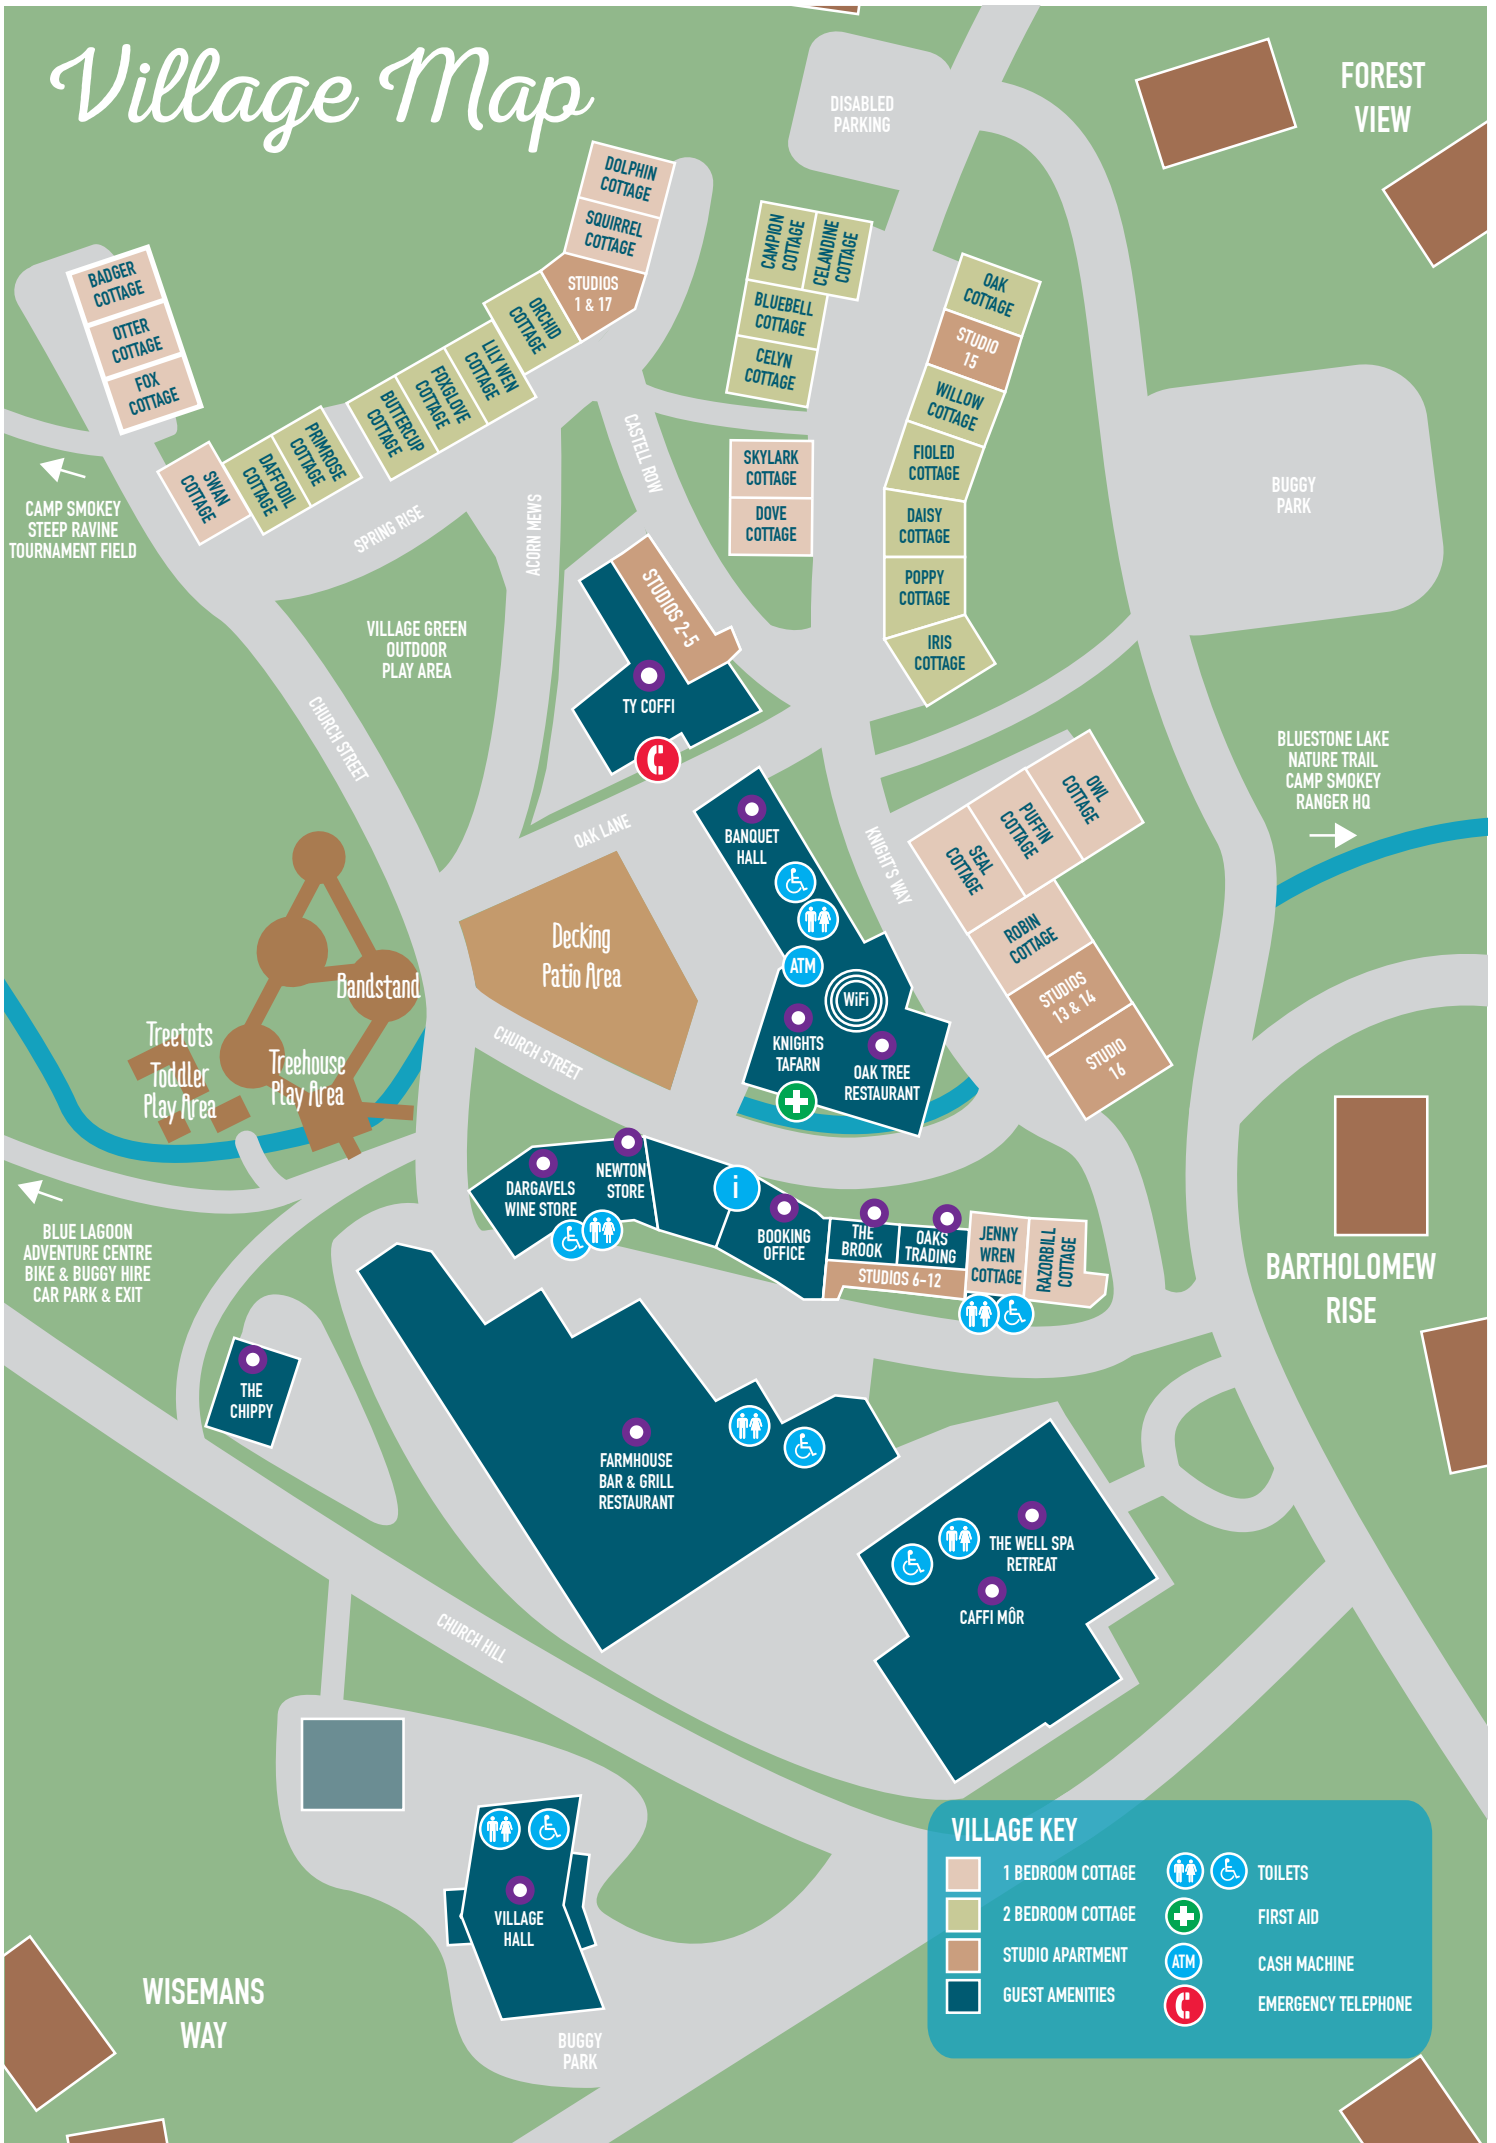 Village Map
DISABLED
PARKING
FOREST
VIEW
DOLPHIN
COTTAGE
SQUIRREL
COTTAGE
STUDIOS
1 & 17
ORCHID
COTTAGE
LILY WEN
COTTAGE
FOXGLOVE
COTTAGE
BUTTERCUP
COTTAGE
PRIMROSE
COTTAGE
DAFFODIL
COTTAGE
SWAN
COTTAGE
BADGER
COTTAGE
OTTER
COTTAGE
FOX
COTTAGE
CAMPION
COTTAGE
CELANDINE
COTTAGE
BLUEBELL
COTTAGE
CELYN
COTTAGE
OAK
COTTAGE
STUDIO
15
WILLOW
COTTAGE
FIOLED
COTTAGE
DAISY
COTTAGE
POPPY
COTTAGE
IRIS
COTTAGE
SKYLARK
COTTAGE
DOVE
COTTAGE
CASTELL ROW
BUGGY
PARK
CAMP SMOKEY
STEEP RAVINE
TOURNAMENT FIELD
SPRING RISE
ACORN MEWS
VILLAGE GREEN
OUTDOOR
PLAY AREA
STUDIOS 2-5
TY COFFI
CHURCH STREET
OAK LANE
BLUESTONE LAKE
NATURE TRAIL
CAMP SMOKEY
RANGER HQ
OWL
COTTAGE
PUFFIN
COTTAGE
SEAL
COTTAGE
ROBIN
COTTAGE
STUDIOS
13 & 14
STUDIO
16
KNIGHT'S WAY
BANQUET
HALL
ATM
WiFi
KNIGHTS
TAFARN
OAK TREE
RESTAURANT
Decking
Patio Area
CHURCH STREET
Bandstand
Treetots
Toddler
Play Area
Treehouse
Play Area
BLUE LAGOON
ADVENTURE CENTRE
BIKE & BUGGY HIRE
CAR PARK & EXIT
DARGAVELS
WINE STORE
NEWTON
STORE
i
BOOKING
OFFICE
THE
BROOK
OAKS
TRADING
STUDIOS 6-12
JENNY
WREN
COTTAGE
RAZORBILL
COTTAGE
BARTHOLOMEW
RISE
THE
CHIPPY
FARMHOUSE
BAR & GRILL
RESTAURANT
THE WELL SPA
RETREAT
CAFFI MÔR
CHURCH HILL
VILLAGE
HALL
WISEMANS
WAY
BUGGY
PARK
VILLAGE KEY
1 BEDROOM COTTAGE
2 BEDROOM COTTAGE
STUDIO APARTMENT
GUEST AMENITIES
TOILETS
FIRST AID
ATM
CASH MACHINE
EMERGENCY TELEPHONE